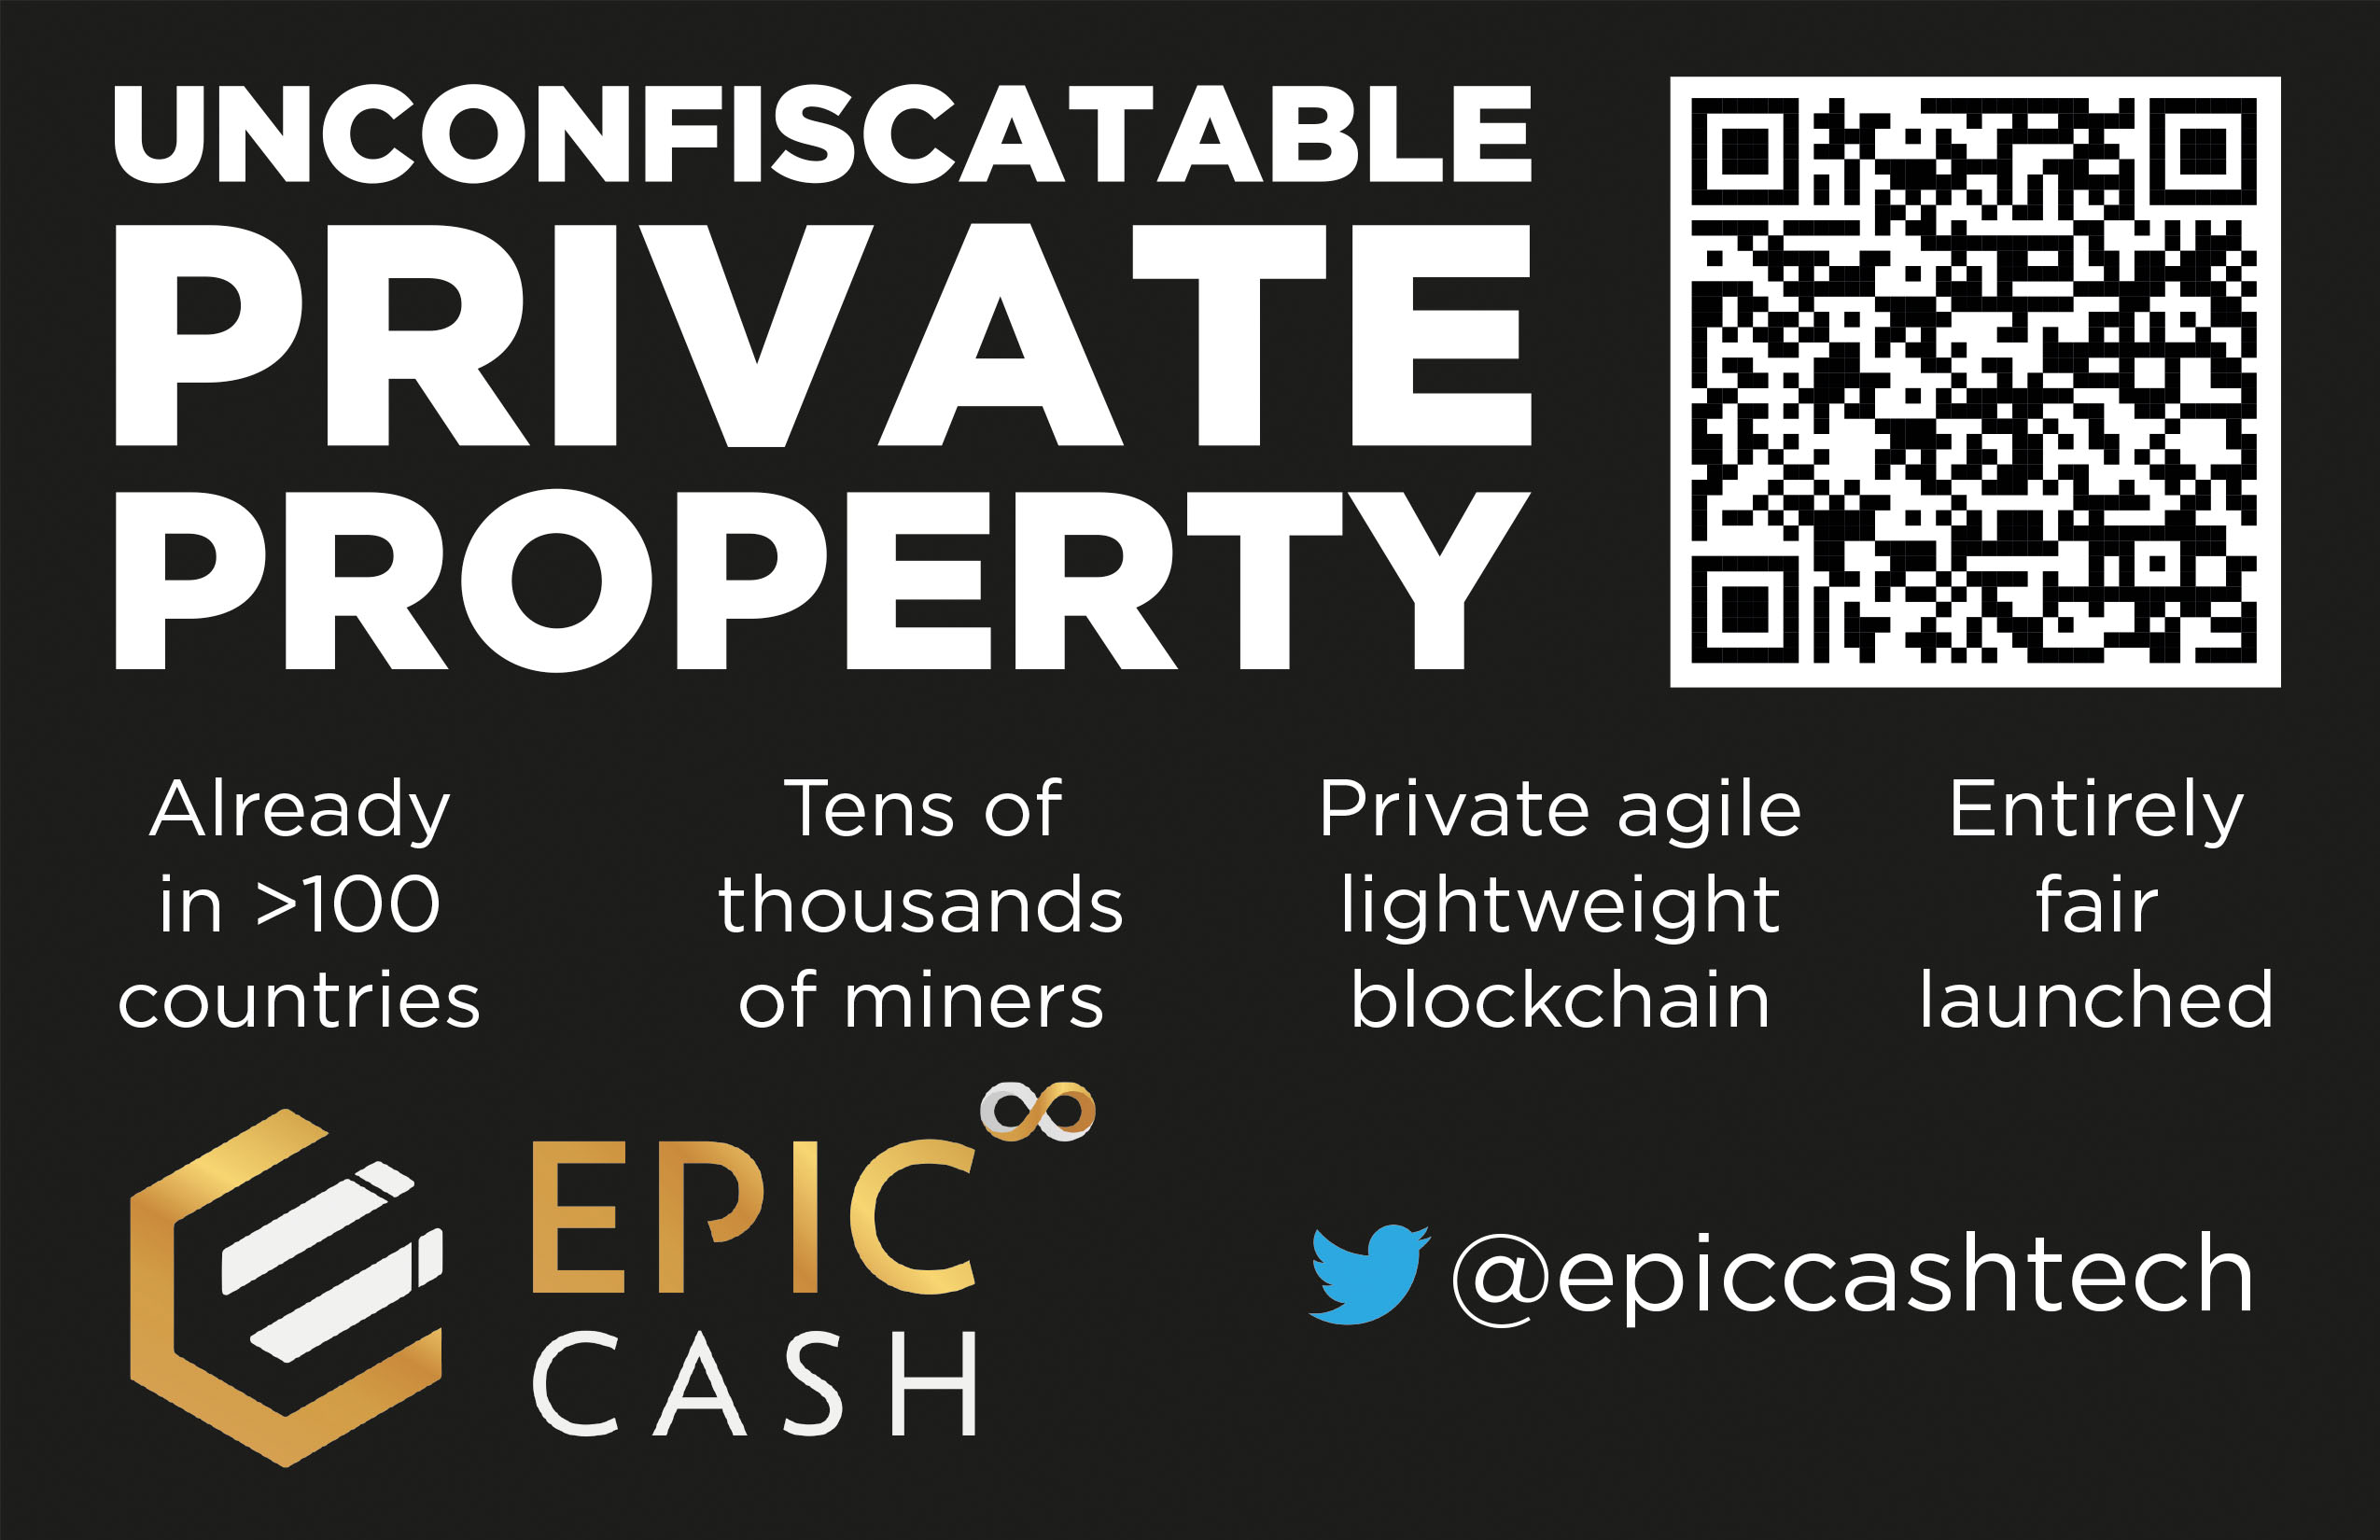 UNCONFISCATABLE
PRIVATE
PROPERTY
Already
in >100
countries
Tens of
thousands
of miners
Private agile
lightweight
blockchain
Entirely
fair
launched
EPIC
CASH
@epiccashtech